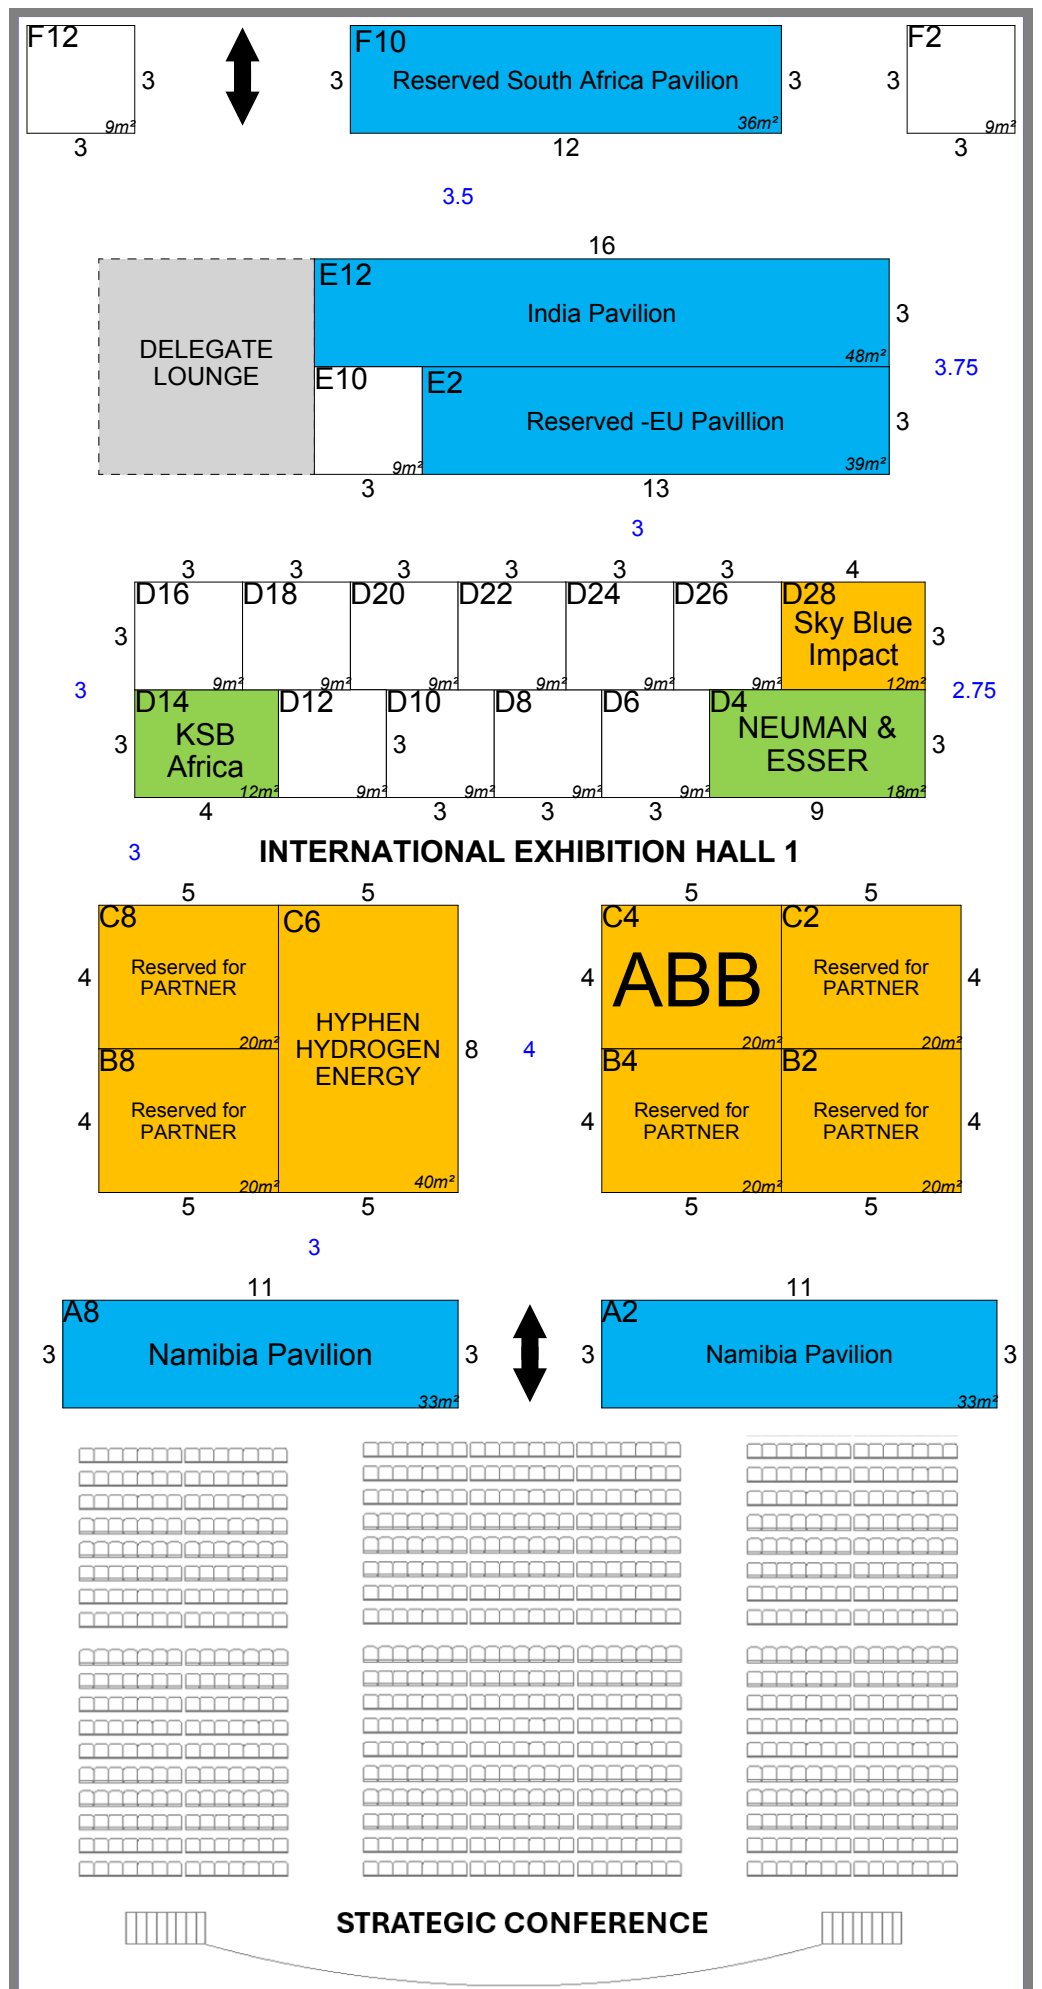 F12
F10
F2
3
3
Reserved South Africa Pavilion
3
3
9m²
36m²
9m²
3
12
3
3.5
16
E12
India Pavilion
3
DELEGATE
LOUNGE
48m²
3.75
E10
E2
Reserved -EU Pavillion
3
9m²
39m²
3
13
3
3
3
3
3
3
3
4
D16
D18
D20
D22
D24
D26
D28
3
Sky Blue
Impact
3
9m²
9m²
9m²
9m²
9m²
9m²
12m²
3
2.75
D14
D12
D10
D8
D6
D4
3
KSB
Africa
3
NEUMAN &
ESSER
3
12m²
9m²
9m²
9m²
9m²
18m²
4
3
3
3
9
3
INTERNATIONAL EXHIBITION HALL 1
5
5
5
5
C8
C6
C4
C2
4
Reserved for
PARTNER
4
ABB
Reserved for
PARTNER
4
20m²
20m²
20m²
HYPHEN
HYDROGEN
ENERGY
8
4
B8
B4
B2
4
Reserved for
PARTNER
4
Reserved for
PARTNER
Reserved for
PARTNER
4
20m²
40m²
20m²
20m²
5
5
5
5
3
11
11
A8
A2
3
Namibia Pavilion
3
3
Namibia Pavilion
3
33m²
33m²
STRATEGIC CONFERENCE